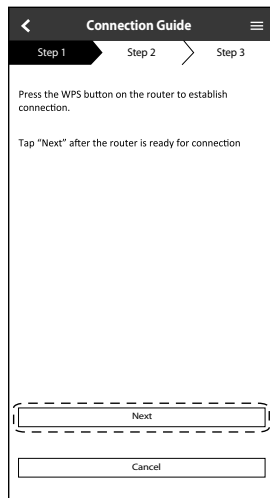 Connection Guide
Step 1 Step 2 Step 3
Press the WPS button on the router to establish
connection.
Tap “Next” after the router is ready for connection
Next
Cancel